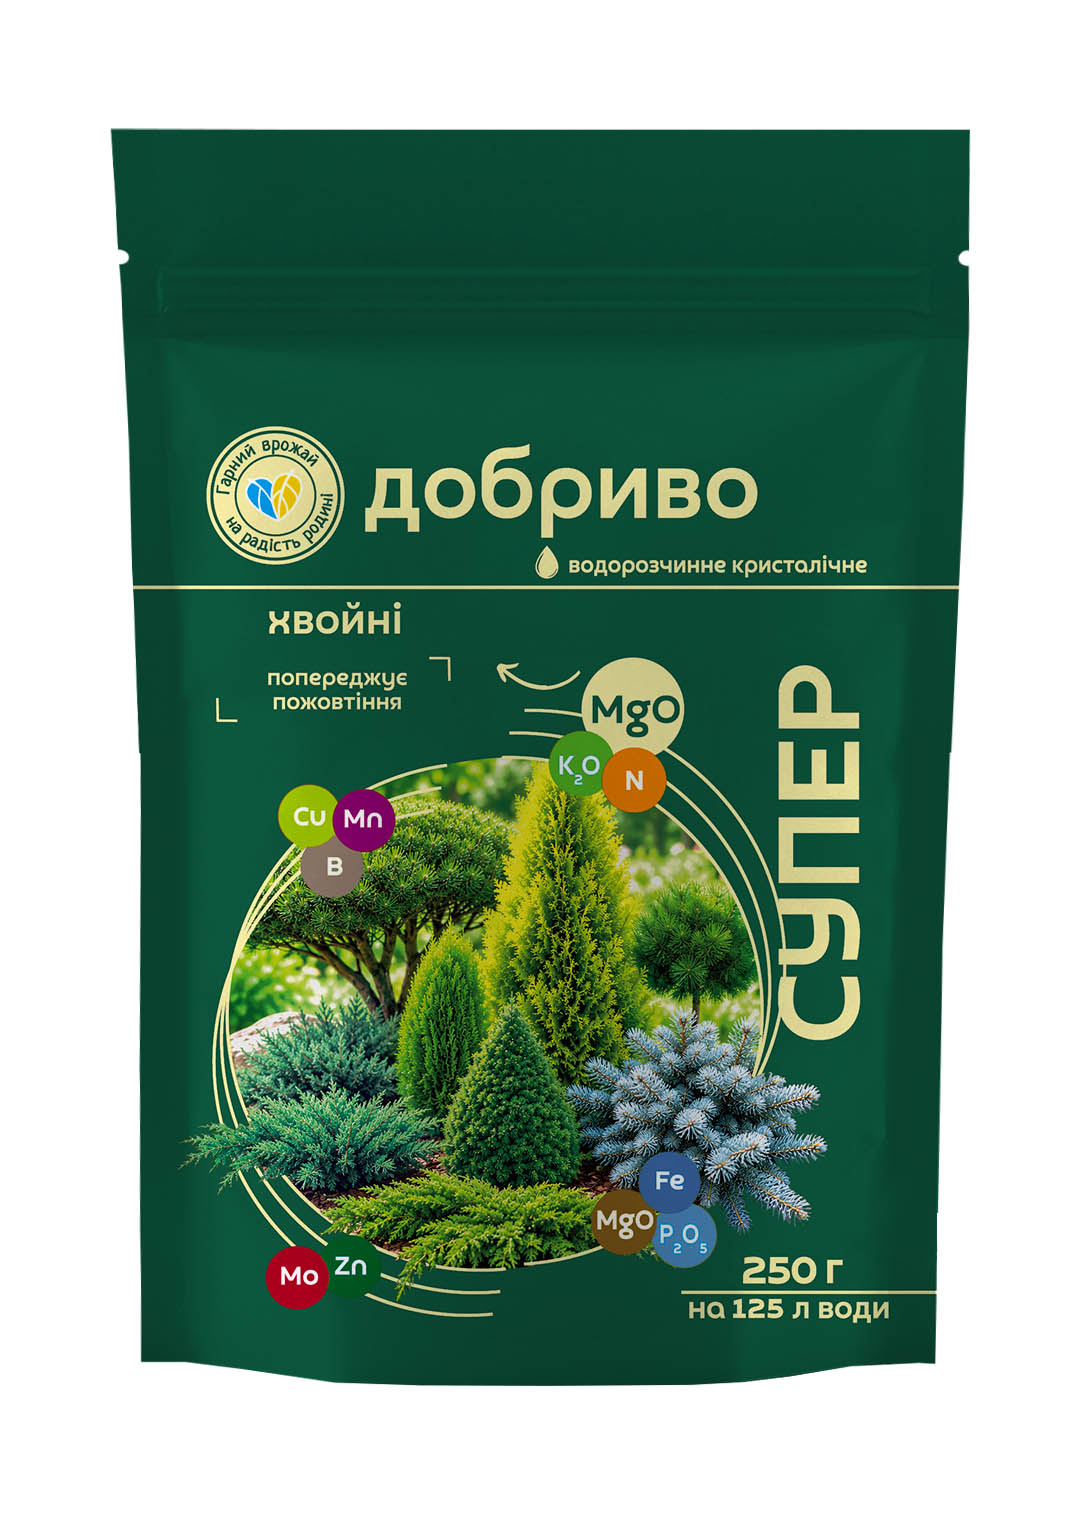 Гарний врожай
на радість родині
добриво
водорозчинне кристалічне
хвойні
попереджує
пожовтіння
MgO
K2O
N
Cu
Mn
B
СУПЕР
Fe
MgO
P2O5
Mo
Zn
250 г
на 125 л води